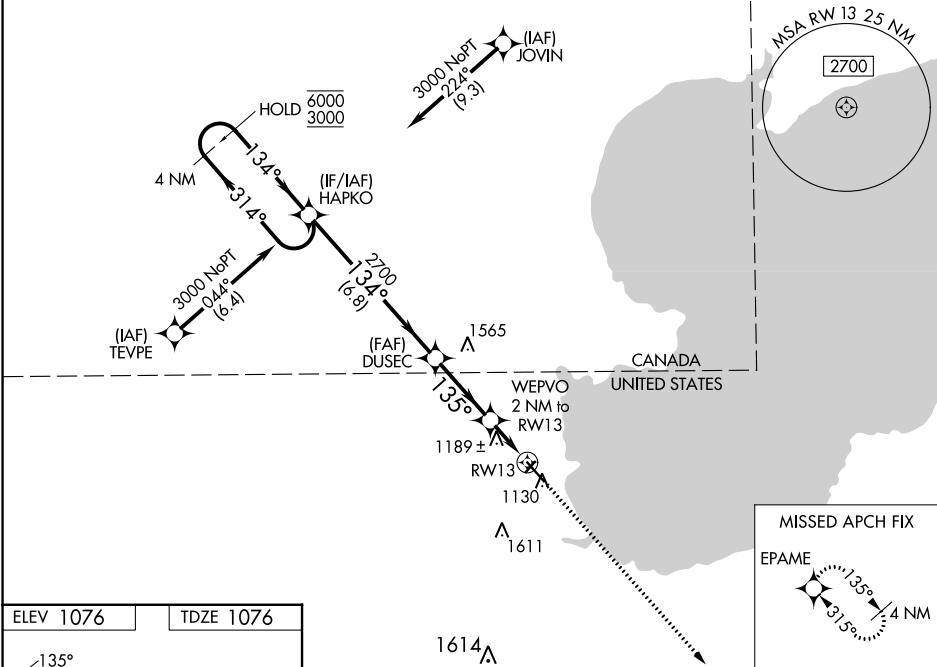 MSA RW 13 25 NM
2700
(IAF)
JOVIN
3000 NoPT
224°
(9.3)
HOLD 6000
3000
134°
4 NM
314°
(IF/IAF)
HAPKO
3000 NoPT
044°
(6.4)
(IAF)
TEVPE
2700
134°
(6.8)
(FAF)
DUSEC
1565
CANADA
UNITED STATES
135°
WEPVO
2 NM to
RW13
1189 ±
RW13
1130
1611
MISSED APCH FIX
EPAME
135°
315°
4 NM
ELEV 1076
TDZE 1076
135°
1614